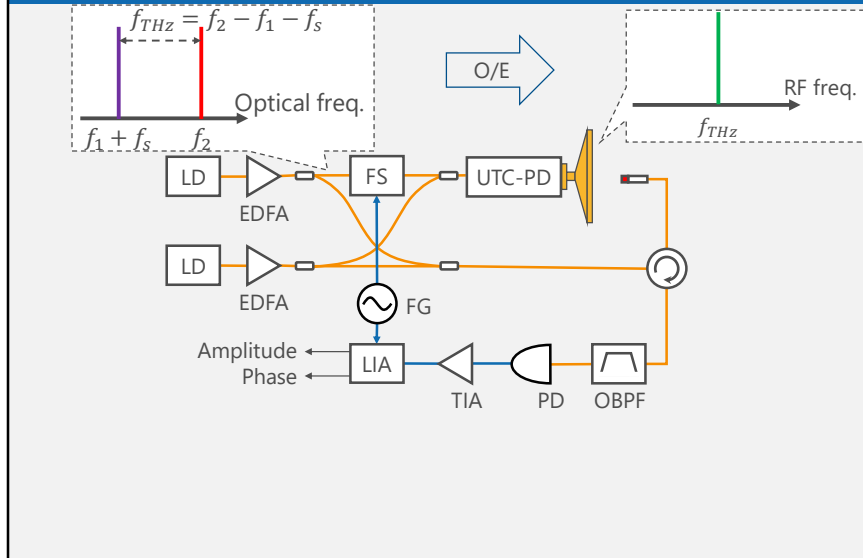 f_THz = f_2 − f_1 − f_s
Optical freq.
f_1 + f_s
f_2
O/E
RF freq.
f_THz
LD
EDFA
FS
UTC-PD
LD
EDFA
FG
Amplitude
Phase
LIA
TIA
PD
OBPF